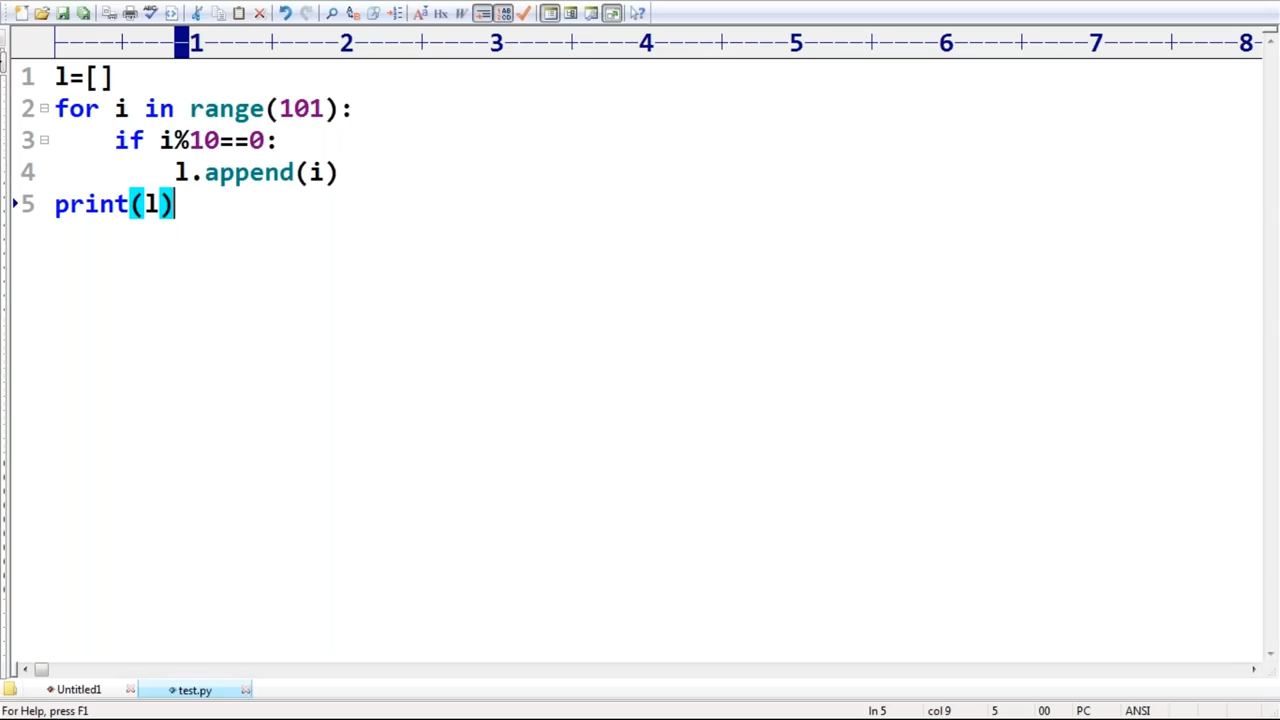 1 2 3 4 5 6 7 8
1 l=[]
2 for i in range(101):
3 if i%10==0:
4 l.append(i)
5 print(l)
Untitled1 test.py
For Help, press F1 ln 5 col 9 5 00 PC ANSI